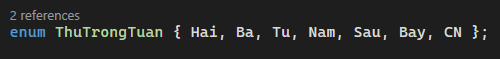 2 references
enum ThuTrongTuan { Hai, Ba, Tu, Nam, Sau, Bay, CN };